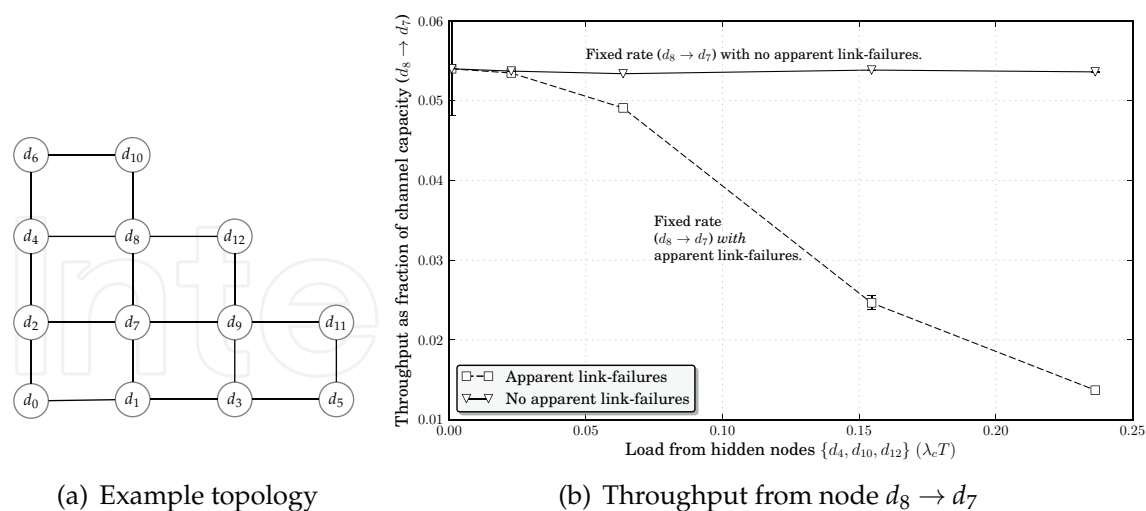 d6
d10
d4
d8
d12
d2
d7
d9
d11
d0
d1
d3
d5
Inte
(a) Example topology
Throughput as fraction of channel capacity (d8 → d7)
0.06
0.05
0.04
0.03
0.02
0.01
Fixed rate (d8 → d7) with no apparent link-failures.
Fixed rate
(d8 → d7) with
apparent link-failures.
Apparent link-failures
No apparent link-failures
0.00 0.05 0.10 0.15 0.20 0.25
Load from hidden nodes {d4, d10, d12} (λcT)
(b) Throughput from node d8 → d7